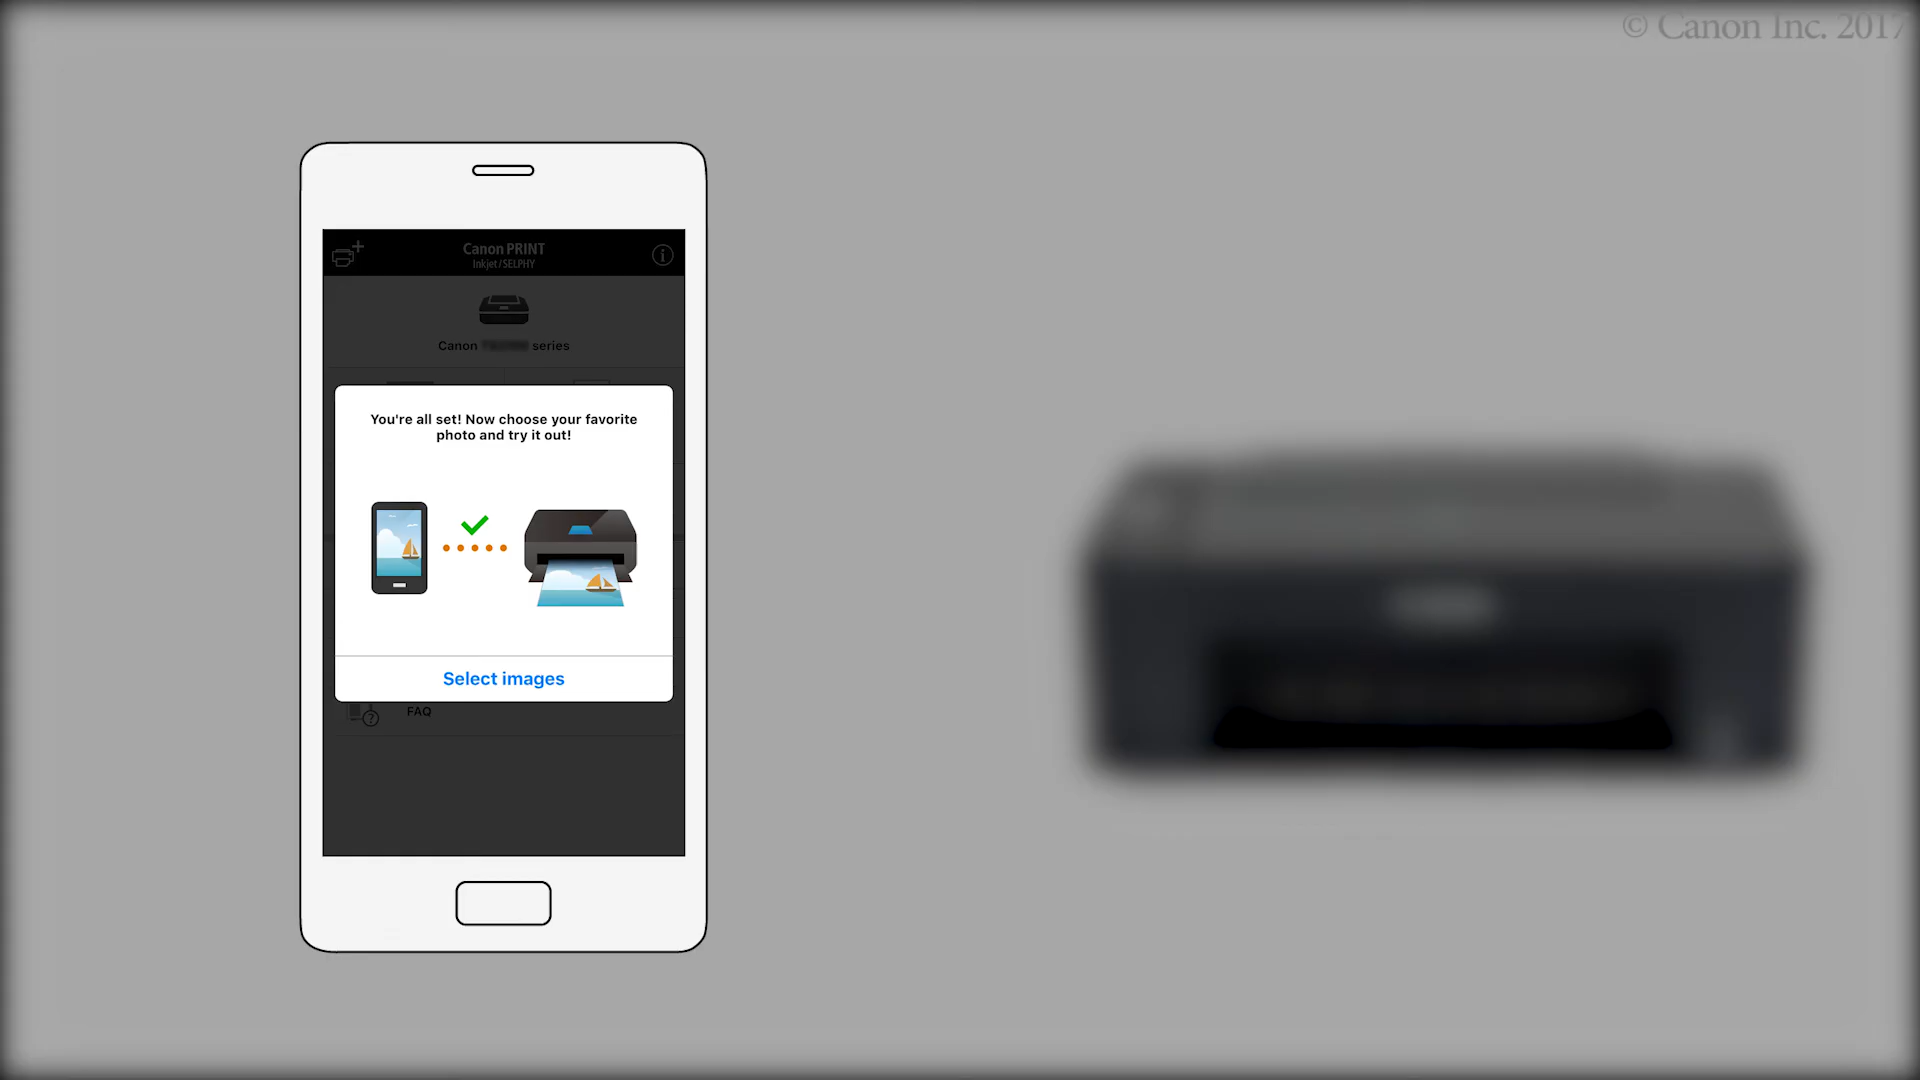 © Canon Inc. 2017
Canon PRINT
Inkjet/SELPHY
Canon series
You're all set! Now choose your favorite
photo and try it out!
Select images
FAQ